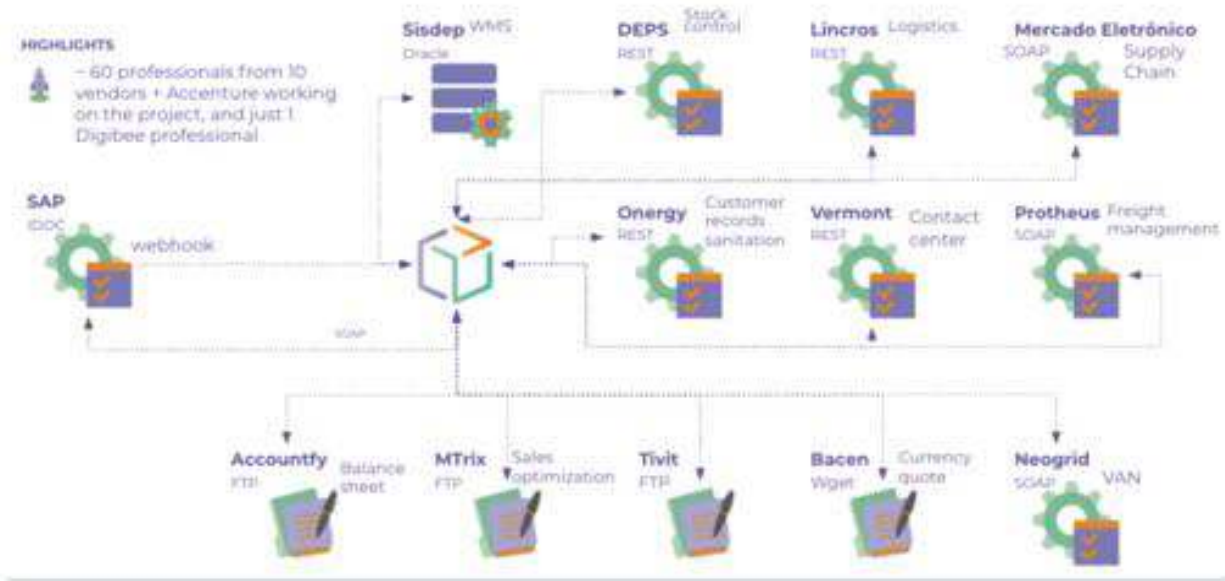 HIGHLIGHTS
~ 60 professionals from 10
vendors + Accenture working
on the project, and just 1
Digibee professional
Sisdep WMS
Oracle
DEPS Stock
control
REST
Lincros Logistics
REST
Mercado Eletrônico
SOAP Supply
Chain
SAP
IDOC
webhook
SOAP
Onergy Customer
records
REST sanitation
Vermont Contact
REST center
Protheus Freight
SOAP management
Accountfy Balance
FTP sheet
MTrix Sales
FTP optimization
Tivit
FTP
Bacen Currency
Wget quote
Neogrid
SOAP VAN